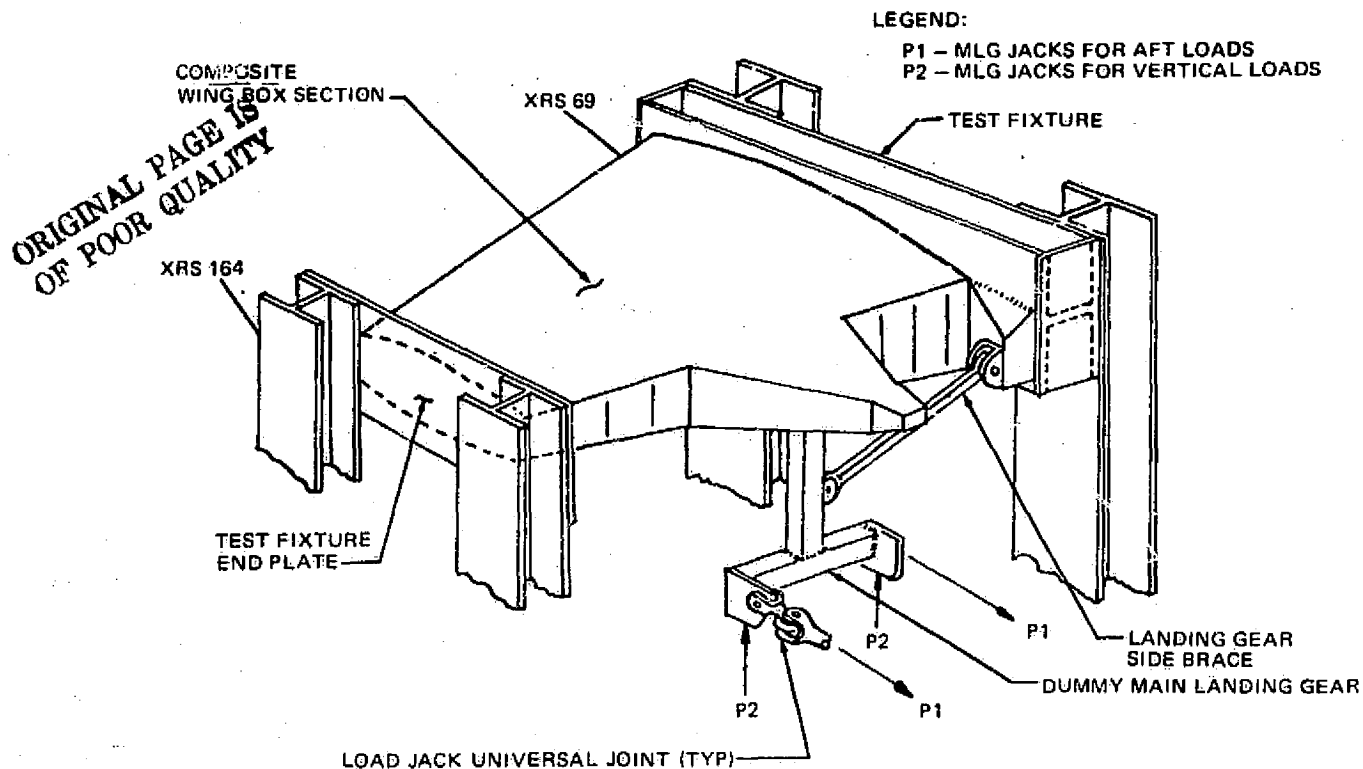 LEGEND:
P1 – MLG JACKS FOR AFT LOADS
P2 – MLG JACKS FOR VERTICAL LOADS
COMPOSITE
WING BOX SECTION
XRS 69
TEST FIXTURE
ORIGINAL PAGE IS
OF POOR QUALITY
XRS 164
TEST FIXTURE
END PLATE
P2
P1
LANDING GEAR
SIDE BRACE
DUMMY MAIN LANDING GEAR
P2
P1
LOAD JACK UNIVERSAL JOINT (TYP)